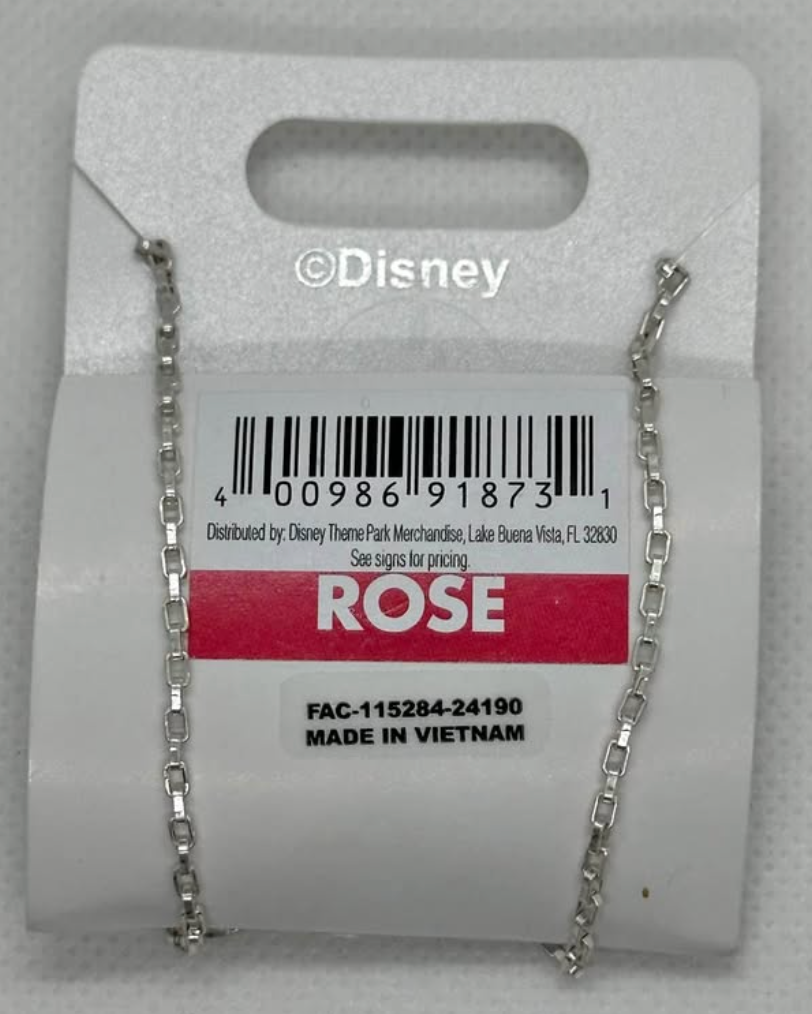 ©Disney
4 00986 91873 1
Distributed by: Disney Theme Park Merchandise, Lake Buena Vista, FL 32830
See signs for pricing.
ROSE
FAC-115284-24190
MADE IN VIETNAM